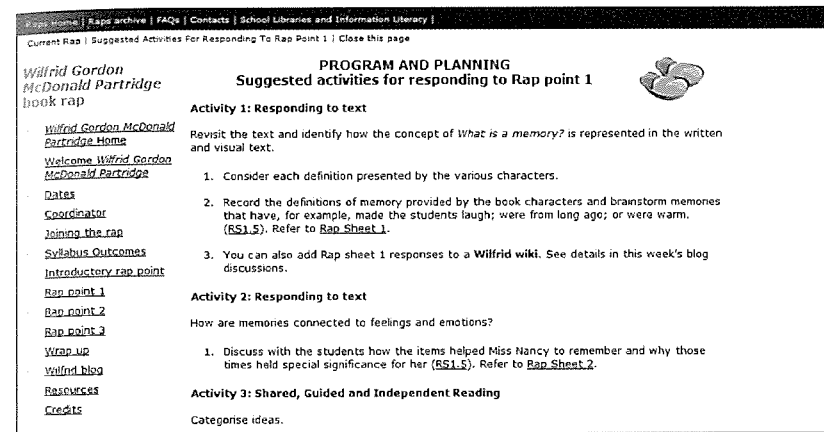 Raps Home | Raps archive | FAQs | Contacts | School Libraries and Information Literacy |
Current Rap | Suggested Activities For Responding To Rap Point 1 | Close this page
Wilfrid Gordon
McDonald Partridge
book rap
Wilfrid Gordon McDonald
Partridge Home
Welcome Wilfrid Gordon
McDonald Partridge
Dates
Coordinator
Joining the rap
Syllabus Outcomes
Introductory rap point
Rap point 1
Rap point 2
Rap point 3
Wrap up
Wilfrid blog
Resources
Credits
PROGRAM AND PLANNING
Suggested activities for responding to Rap point 1
Activity 1: Responding to text
Revisit the text and identify how the concept of What is a memory? is represented in the written
and visual text.
1. Consider each definition presented by the various characters.
2. Record the definitions of memory provided by the book characters and brainstorm memories
that have, for example, made the students laugh; were from long ago; or were warm.
(RS1.5). Refer to Rap Sheet 1.
3. You can also add Rap sheet 1 responses to a Wilfrid wiki. See details in this week's blog
discussions.
Activity 2: Responding to text
How are memories connected to feelings and emotions?
1. Discuss with the students how the items helped Miss Nancy to remember and why those
times held special significance for her (RS1.5). Refer to Rap Sheet 2.
Activity 3: Shared, Guided and Independent Reading
Categorise ideas.